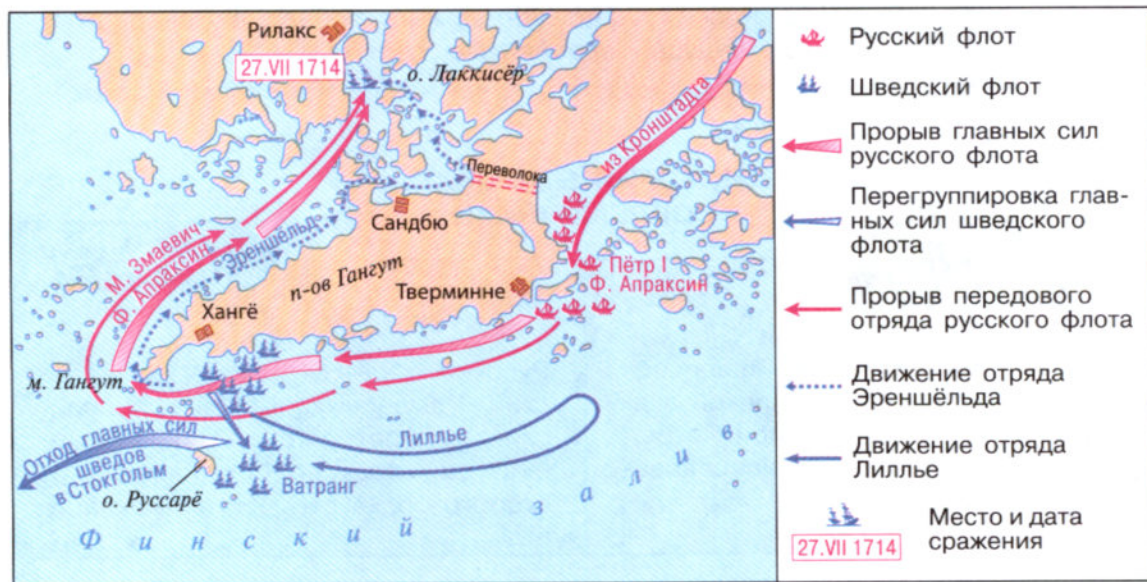 Рилакс
27.VII 1714
о. Лаккисёр
из Кронштадта
Переволока
Сандбю
Эреншёльд
М. Змаевич
Ф. Апраксин
п-ов Гангут
Пётр I
Ф. Апраксин
Тверминне
Хангё
м. Гангут
Отход главных сил
шведов
в Стокгольм
Лиллье
Ватранг
о. Руссарё
Финский залив
Русский флот
Шведский флот
Прорыв главных сил
русского флота
Перегруппировка глав-
ных сил шведского
флота
Прорыв передового
отряда русского флота
Движение отряда
Эреншёльда
Движение отряда
Лиллье
Место и дата
сражения
27.VII 1714